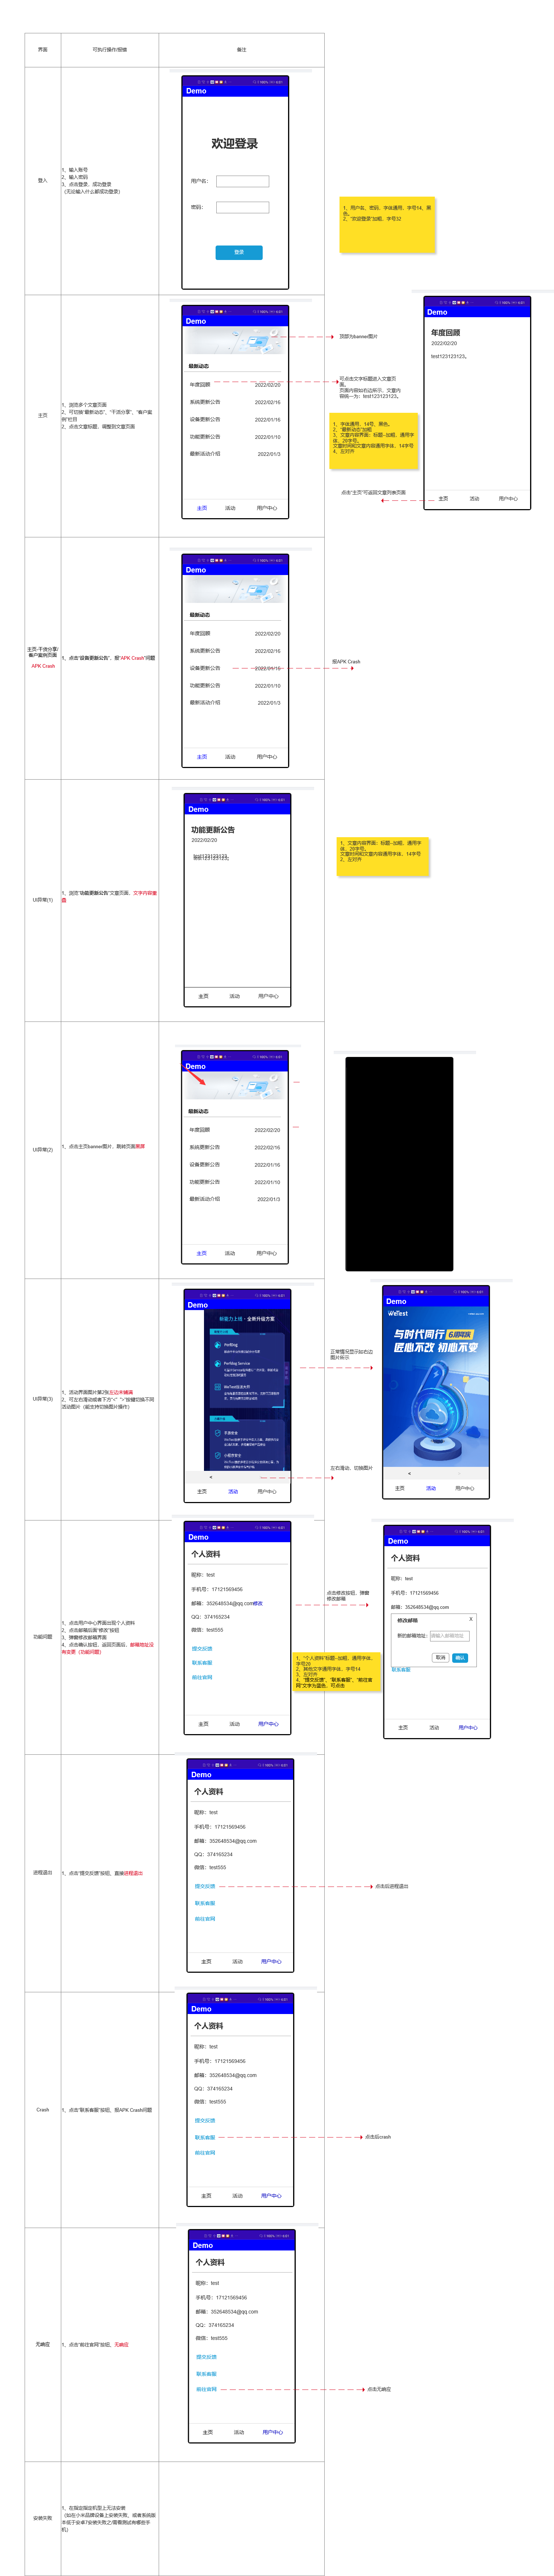 界面
可执行操作/报错
备注
登入
1、输入账号
2、输入密码
3、点击登录、成功登录
（无论输入什么都成功登录）
Demo
欢迎登录
用户名：
密码：
登录
1、用户名、密码、字体通用，字号14，黑
色。
2、“欢迎登录”加粗、字号32
主页
1、浏览多个文章页面
2、可切换“最新动态”、“干货分享”、“客户案
例”栏目
2、点击文章标题、调整到文章页面
Demo
最新动态
年度回顾 2022/02/20
系统更新公告 2022/02/16
设备更新公告 2022/01/16
功能更新公告 2022/01/10
最新活动介绍 2022/01/3
主页 活动 用户中心
顶部为banner图片
可点击文字标题进入文章页
面。
页面内容如右边所示，文章内
容统一为：test123123123。
1、字体通用，14号，黑色。
2、“最新动态”加粗
3、文章内容界面：标题--加粗、通用字
体、20字号。
文章时间和文章内容通用字体、14字号
4、左对齐
点击“主页”可返回文章列表页面
Demo
年度回顾
2022/02/20
test123123123。
主页 活动 用户中心
主页-干货分享/
客户案例页面
APK Crash
1、点击“设备更新公告”、报“APK Crash”问题
Demo
最新动态
年度回顾 2022/02/20
系统更新公告 2022/02/16
设备更新公告 2022/01/16
功能更新公告 2022/01/10
最新活动介绍 2022/01/3
主页 活动 用户中心
报APK Crash
UI异常(1)
1、浏览“功能更新公告”文章页面、文字内容重
叠
Demo
功能更新公告
2022/02/20
test123123123。
test123123123。
主页 活动 用户中心
1、文章内容界面：标题--加粗、通用字
体、20字号。
文章时间和文章内容通用字体、14字号
2、左对齐
UI异常(2)
1、点击主页banner图片、跳转页面黑屏
Demo
最新动态
年度回顾 2022/02/20
系统更新公告 2022/02/16
设备更新公告 2022/01/16
功能更新公告 2022/01/10
最新活动介绍 2022/01/3
主页 活动 用户中心
UI异常(3)
1、活动界面图片第2张左边未铺满
2、可左右滑动或者下方“<” “>”按键切换不同
活动图片（能支持切换图片操作）
Demo
新能力上线 · 全新升级方案
PerfDog
PerfDog Service
< >
主页 活动 用户中心
正常情况显示如右边
图片所示
左右滑动、切换图片
Demo
WeTest
与时代同行 6周年庆
匠心不改 初心不变
< >
主页 活动 用户中心
功能问题
1、点击用户中心界面出现个人资料
2、点击邮箱后面“修改”按钮
3、弹窗修改邮箱界面
4、点击确认按钮、返回页面后、邮箱地址没
有变更（功能问题）
Demo
个人资料
昵称：test
手机号：17121569456
邮箱：352648534@qq.com修改
QQ：374165234
微信：test555
提交反馈
联系客服
前往官网
主页 活动 用户中心
点击修改按钮、弹窗
修改邮箱
1、“个人资料”标题--加粗、通用字体、
字号20
2、其他文字通用字体、字号14
3、左对齐
4、“提交反馈”、“联系客服”、“前往官
网”文字为蓝色、可点击
Demo
个人资料
昵称：test
手机号：17121569456
邮箱：352648534@qq.com
修改邮箱 X
新的邮箱地址： 请输入邮箱地址
取消 确认
联系客服
主页 活动 用户中心
进程退出
1、点击“提交反馈”按钮，直接进程退出
Demo
个人资料
昵称：test
手机号：17121569456
邮箱：352648534@qq.com
QQ：374165234
微信：test555
提交反馈
联系客服
前往官网
主页 活动 用户中心
点击后进程退出
Crash
1、点击“联系客服”按钮，报APK Crash问题
Demo
个人资料
昵称：test
手机号：17121569456
邮箱：352648534@qq.com
QQ：374165234
微信：test555
提交反馈
联系客服
前往官网
主页 活动 用户中心
点击后crash
无响应
1、点击“前往官网”按钮，无响应
Demo
个人资料
昵称：test
手机号：17121569456
邮箱：352648534@qq.com
QQ：374165234
微信：test555
提交反馈
联系客服
前往官网
主页 活动 用户中心
点击无响应
安装失败
1、在指定指定机型上无法安装
（如在小米品牌设备上安装失败，或者系统版
本低于安卓7安装失败之/需看测试有哪些手
机）